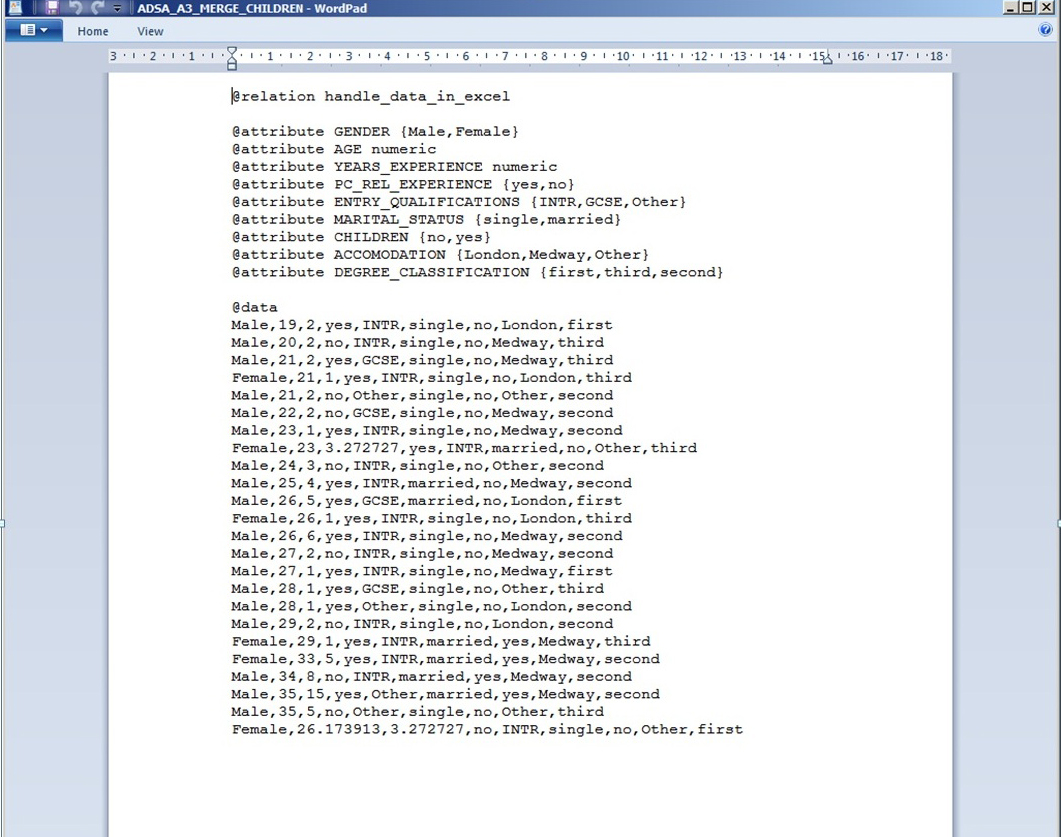 ADSA_A3_MERGE_CHILDREN - WordPad
Home View
3 2 1 1 2 3 4 5 6 7 8 9 10 11 12 13 14 15 16 17 18
@relation handle_data_in_excel
@attribute GENDER {Male,Female}
@attribute AGE numeric
@attribute YEARS_EXPERIENCE numeric
@attribute PC_REL_EXPERIENCE {yes,no}
@attribute ENTRY_QUALIFICATIONS {INTR,GCSE,Other}
@attribute MARITAL_STATUS {single,married}
@attribute CHILDREN {no,yes}
@attribute ACCOMODATION {London,Medway,Other}
@attribute DEGREE_CLASSIFICATION {first,third,second}
@data
Male,19,2,yes,INTR,single,no,London,first
Male,20,2,no,INTR,single,no,Medway,third
Male,21,2,yes,GCSE,single,no,Medway,third
Female,21,1,yes,INTR,single,no,London,third
Male,21,2,no,Other,single,no,Other,second
Male,22,2,no,GCSE,single,no,Medway,second
Male,23,1,yes,INTR,single,no,Medway,second
Female,23,3.272727,yes,INTR,married,no,Other,third
Male,24,3,no,INTR,single,no,Other,second
Male,25,4,yes,INTR,married,no,Medway,second
Male,26,5,yes,GCSE,married,no,London,first
Female,26,1,yes,INTR,single,no,London,third
Male,26,6,yes,INTR,single,no,Medway,second
Male,27,2,no,INTR,single,no,Medway,second
Male,27,1,yes,INTR,single,no,Medway,first
Male,28,1,yes,GCSE,single,no,Other,third
Male,28,1,yes,Other,single,no,London,second
Male,29,2,no,INTR,single,no,London,second
Female,29,1,yes,INTR,married,yes,Medway,third
Female,33,5,yes,INTR,married,yes,Medway,second
Male,34,8,no,INTR,married,yes,Medway,second
Male,35,15,yes,Other,married,yes,Medway,second
Male,35,5,no,Other,single,no,Other,third
Female,26.173913,3.272727,no,INTR,single,no,Other,first